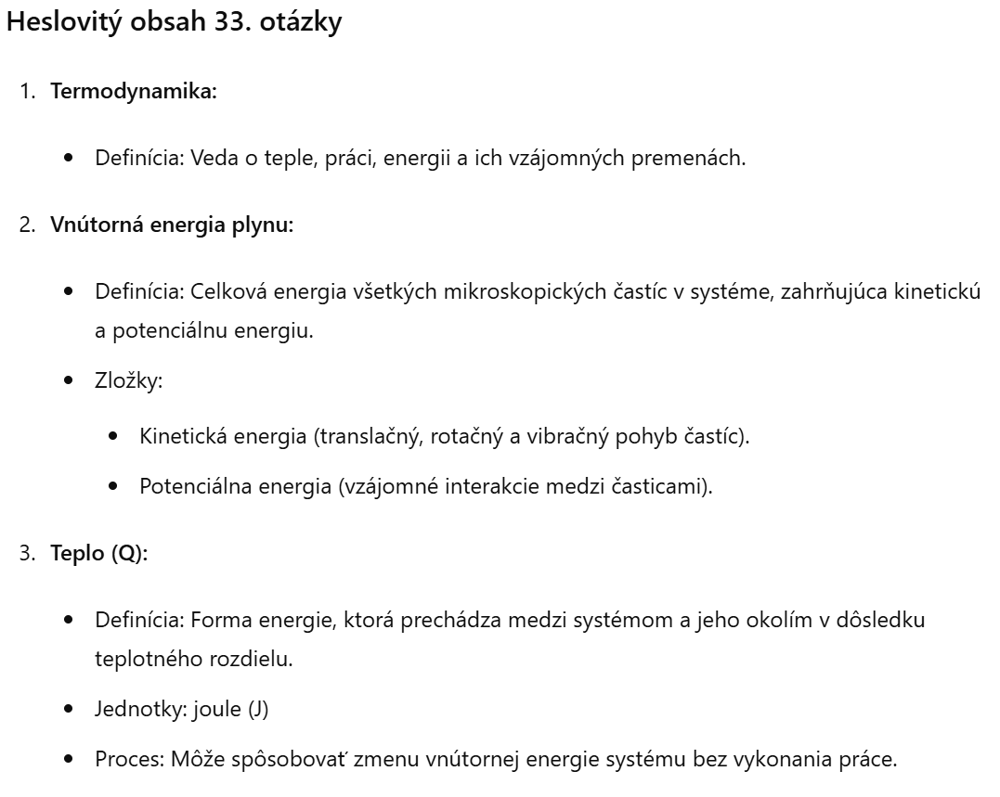 Heslovitý obsah 33. otázky
1. Termodynamika:
• Definícia: Veda o teple, práci, energii a ich vzájomných premenách.
2. Vnútorná energia plynu:
• Definícia: Celková energia všetkých mikroskopických častíc v systéme, zahrňujúca kinetickú
a potenciálnu energiu.
• Zložky:
• Kinetická energia (translačný, rotačný a vibračný pohyb častíc).
• Potenciálna energia (vzájomné interakcie medzi časticami).
3. Teplo (Q):
• Definícia: Forma energie, ktorá prechádza medzi systémom a jeho okolím v dôsledku
teplotného rozdielu.
• Jednotky: joule (J)
• Proces: Môže spôsobovať zmenu vnútornej energie systému bez vykonania práce.